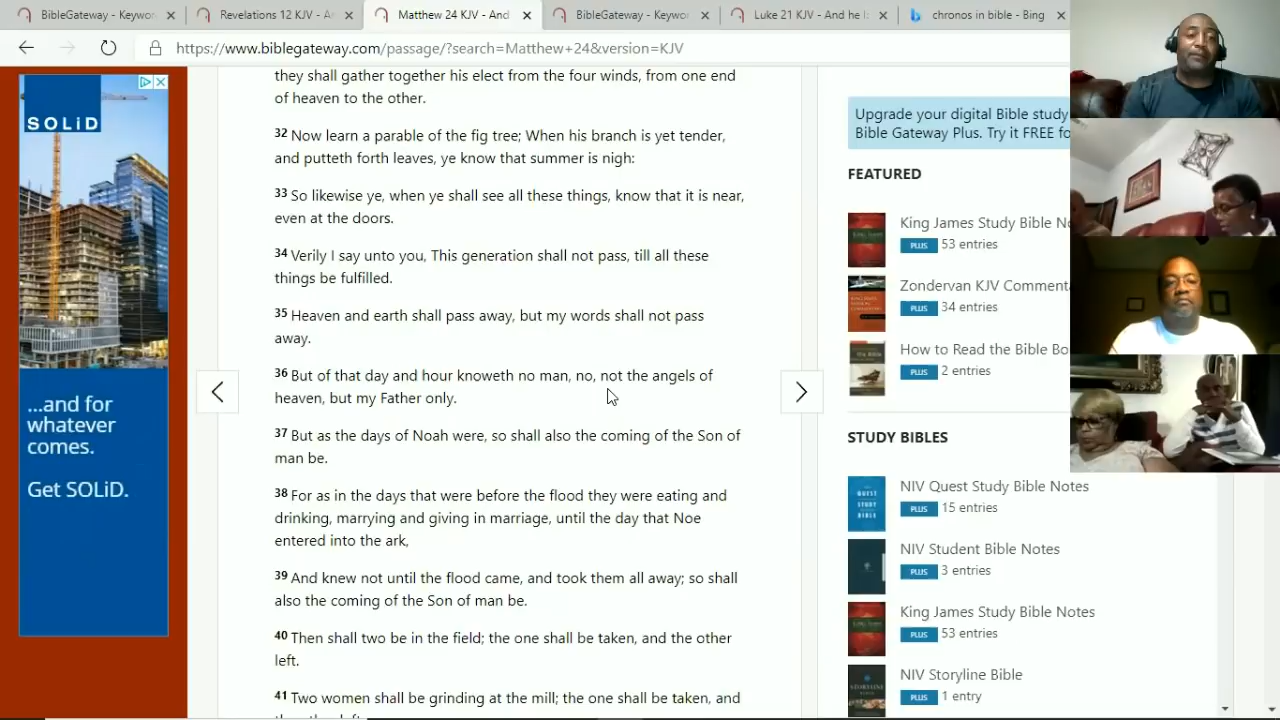 BibleGateway - Keywor
Revelations 12 KJV - A
Matthew 24 KJV - And
BibleGateway - Keywo
Luke 21 KJV - And he l
chronos in bible - Bing
https://www.biblegateway.com/passage/?search=Matthew+24&version=KJV
they shall gather together his elect from the four winds, from one end
of heaven to the other.
32 Now learn a parable of the fig tree; When his branch is yet tender,
and putteth forth leaves, ye know that summer is nigh:
33 So likewise ye, when ye shall see all these things, know that it is near,
even at the doors.
34 Verily I say unto you, This generation shall not pass, till all these
things be fulfilled.
35 Heaven and earth shall pass away, but my words shall not pass
away.
36 But of that day and hour knoweth no man, no, not the angels of
heaven, but my Father only.
37 But as the days of Noah were, so shall also the coming of the Son of
man be.
38 For as in the days that were before the flood they were eating and
drinking, marrying and giving in marriage, until the day that Noe
entered into the ark,
39 And knew not until the flood came, and took them all away; so shall
also the coming of the Son of man be.
40 Then shall two be in the field; the one shall be taken, and the other
left.
41 Two women shall be grinding at the mill; the one shall be taken, and
SOLiD
...and for
whatever
comes.
Get SOLiD.
Upgrade your digital Bible study
Bible Gateway Plus. Try it FREE fo
FEATURED
King James Study Bible No
PLUS 53 entries
Zondervan KJV Commenta
PLUS 34 entries
How to Read the Bible Bo
PLUS 2 entries
STUDY BIBLES
NIV Quest Study Bible Notes
PLUS 15 entries
NIV Student Bible Notes
PLUS 3 entries
King James Study Bible Notes
PLUS 53 entries
NIV Storyline Bible
PLUS 1 entry